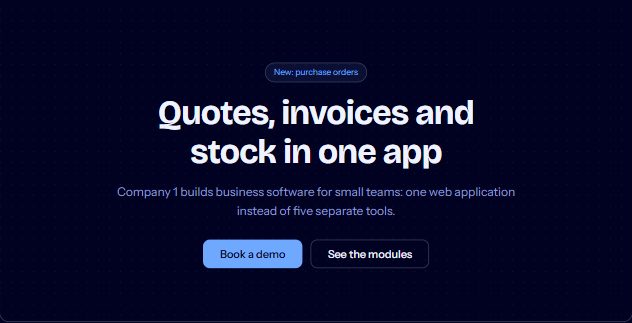 New: purchase orders
Quotes, invoices and
stock in one app
Company 1 builds business software for small teams: one web application
instead of five separate tools.
Book a demo
See the modules